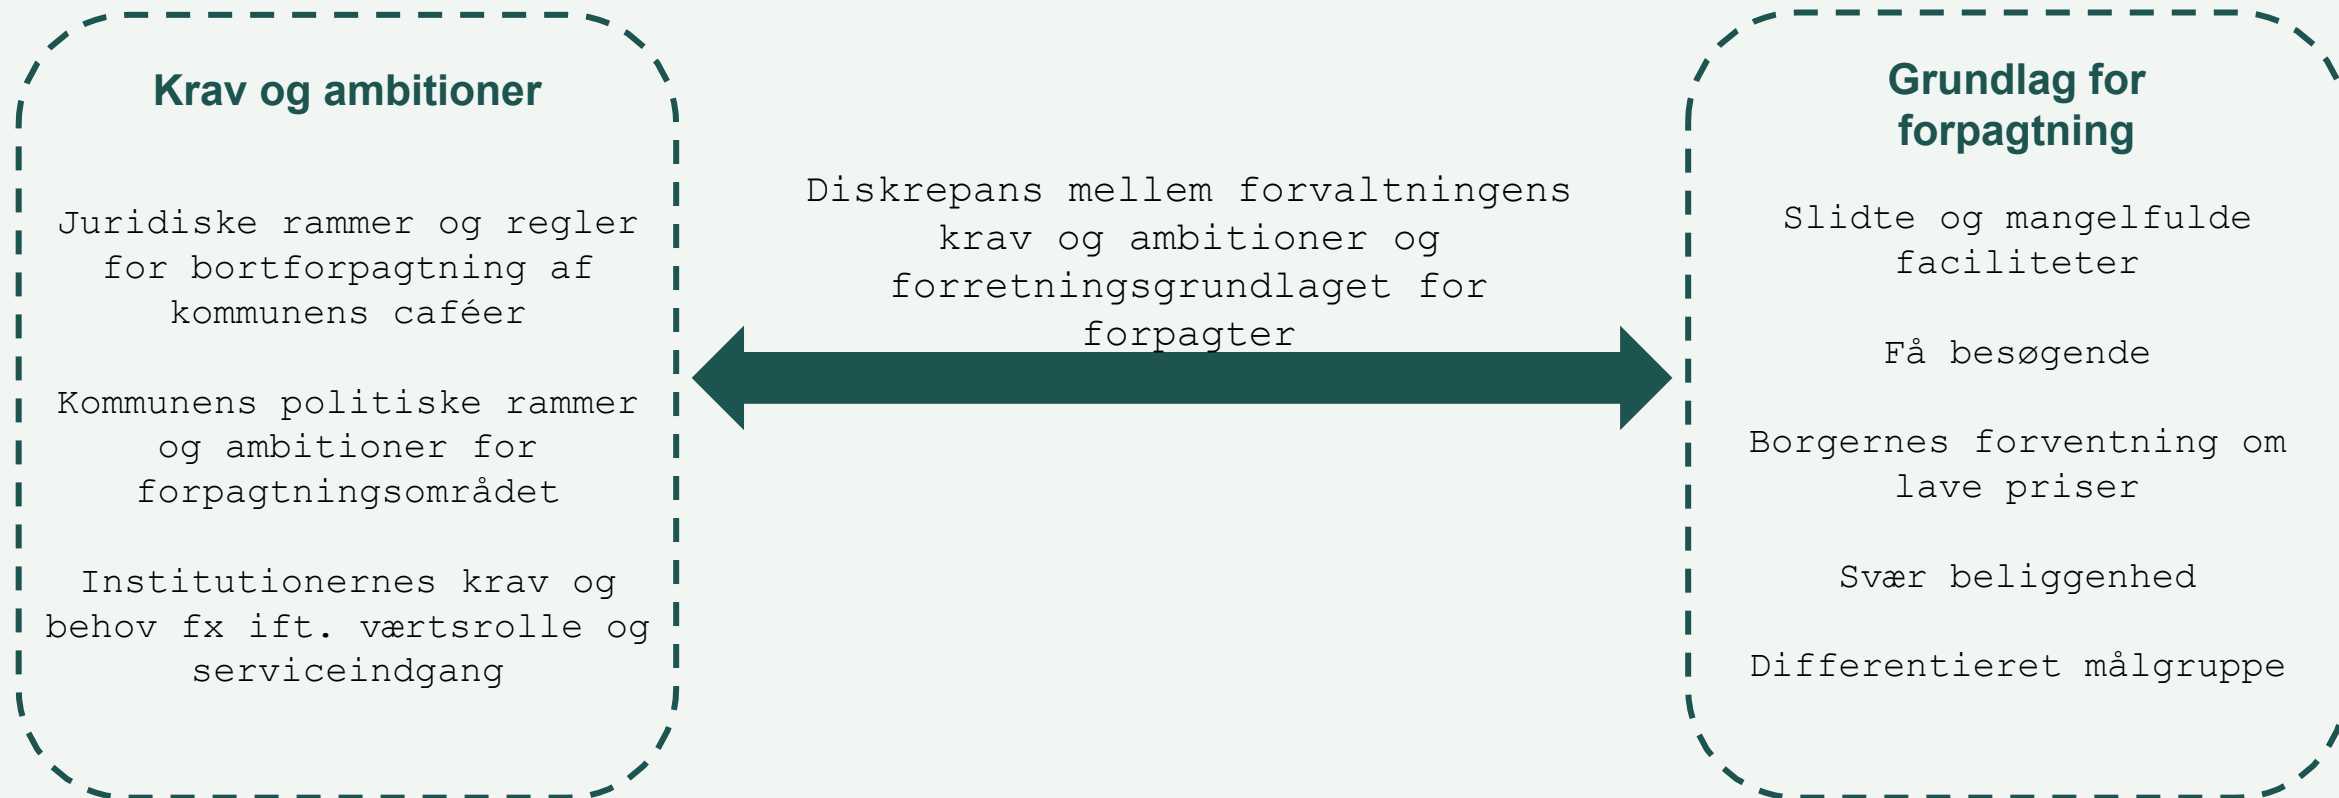 Krav og ambitioner
Juridiske rammer og regler
for bortforpagtning af
kommunens caféer
Kommunens politiske rammer
og ambitioner for
forpagtningsområdet
Institutionernes krav og
behov fx ift. værtsrolle og
serviceindgang
Diskrepans mellem forvaltningens
krav og ambitioner og
forretningsgrundlaget for
forpagter
Grundlag for
forpagtning
Slidte og mangelfulde
faciliteter
Få besøgende
Borgernes forventning om
lave priser
Svær beliggenhed
Differentieret målgruppe